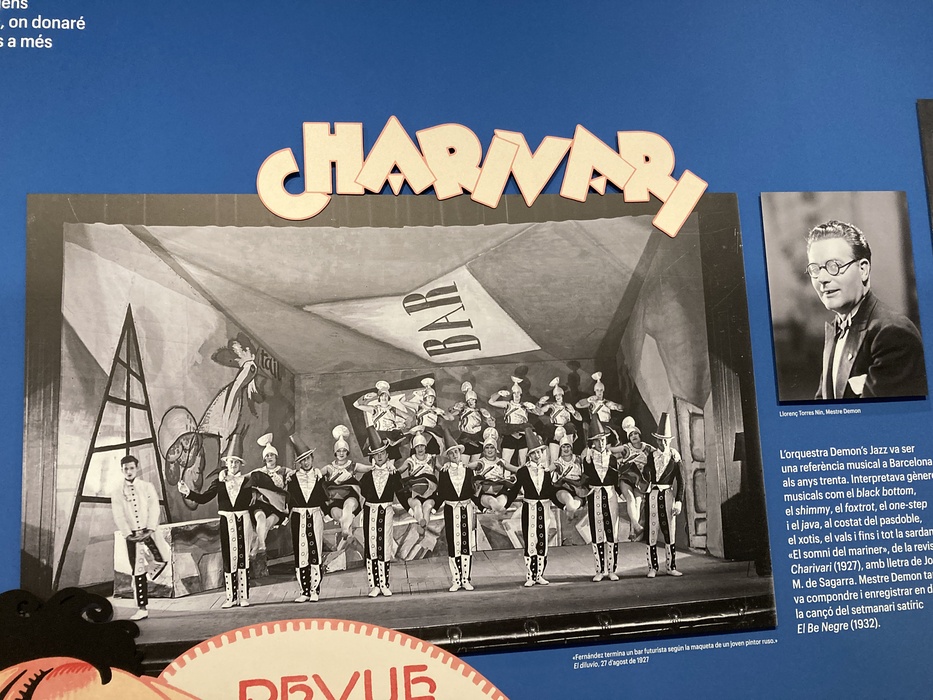 , on donaré
s a més
CHARIVARI
BAR
Llorenç Torres Nin, Mestre Demon
L'orquestra Demon's Jazz va ser
una referència musical a Barcelona
als anys trenta. Interpretava gène
musicals com el black bottom,
el shimmy, el foxtrot, el one-step
i el java, al costat del pasdoble,
el xotis, el vals i fins i tot la sardan
«El somni del mariner», de la revis
Charivari (1927), amb lletra de Jo
M. de Sagarra. Mestre Demon ta
va compondre i enregistrar en d
la cançó del setmanari satíric
El Be Negre (1932).
«Fernández termina un bar futurista según la maqueta de un joven pintor ruso.»
El diluvio, 27 d'agost de 1927
REVUE